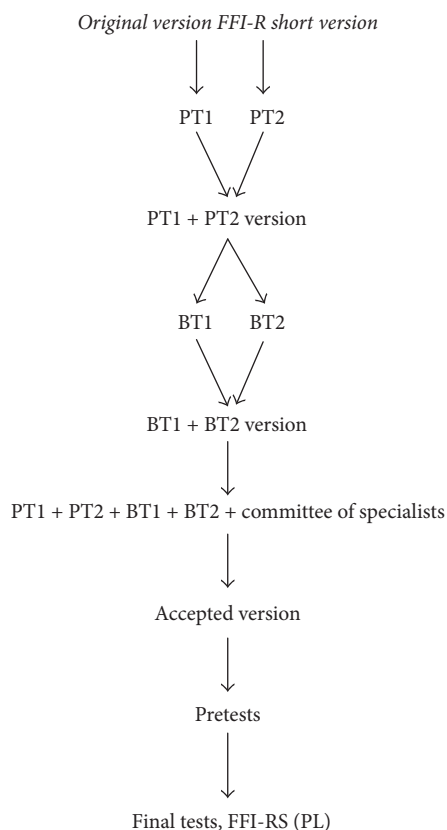 Original version FFI-R short version
PT1 PT2
PT1 + PT2 version
BT1 BT2
BT1 + BT2 version
PT1 + PT2 + BT1 + BT2 + committee of specialists
Accepted version
Pretests
Final tests, FFI-RS (PL)